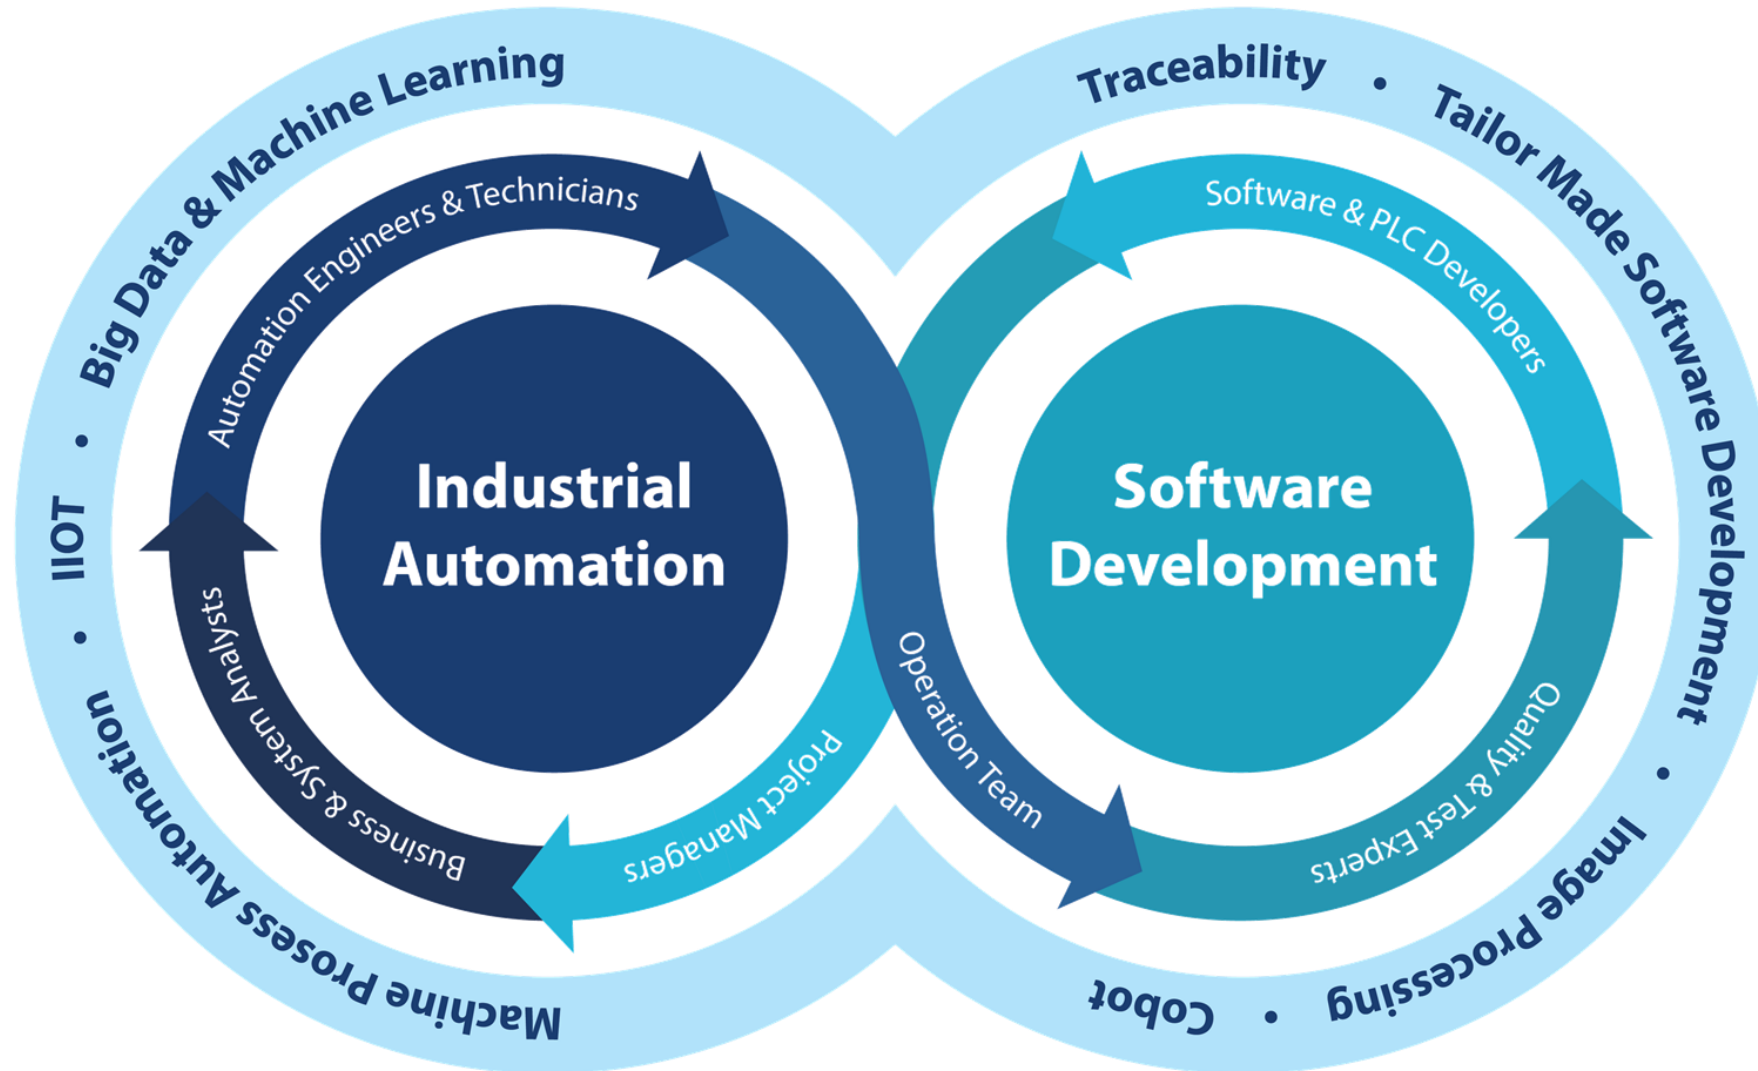 Big Data & Machine Learning
•
IIOT
•
Machine Prosess Automation
Automation Engineers & Technicians
Business & System Analysts
Project Managers
Industrial
Automation
Traceability • Tailor Made Software Development • Image Processing • Cobot
Software & PLC Developers
Quality & Test Experts
Operation Team
Software
Development